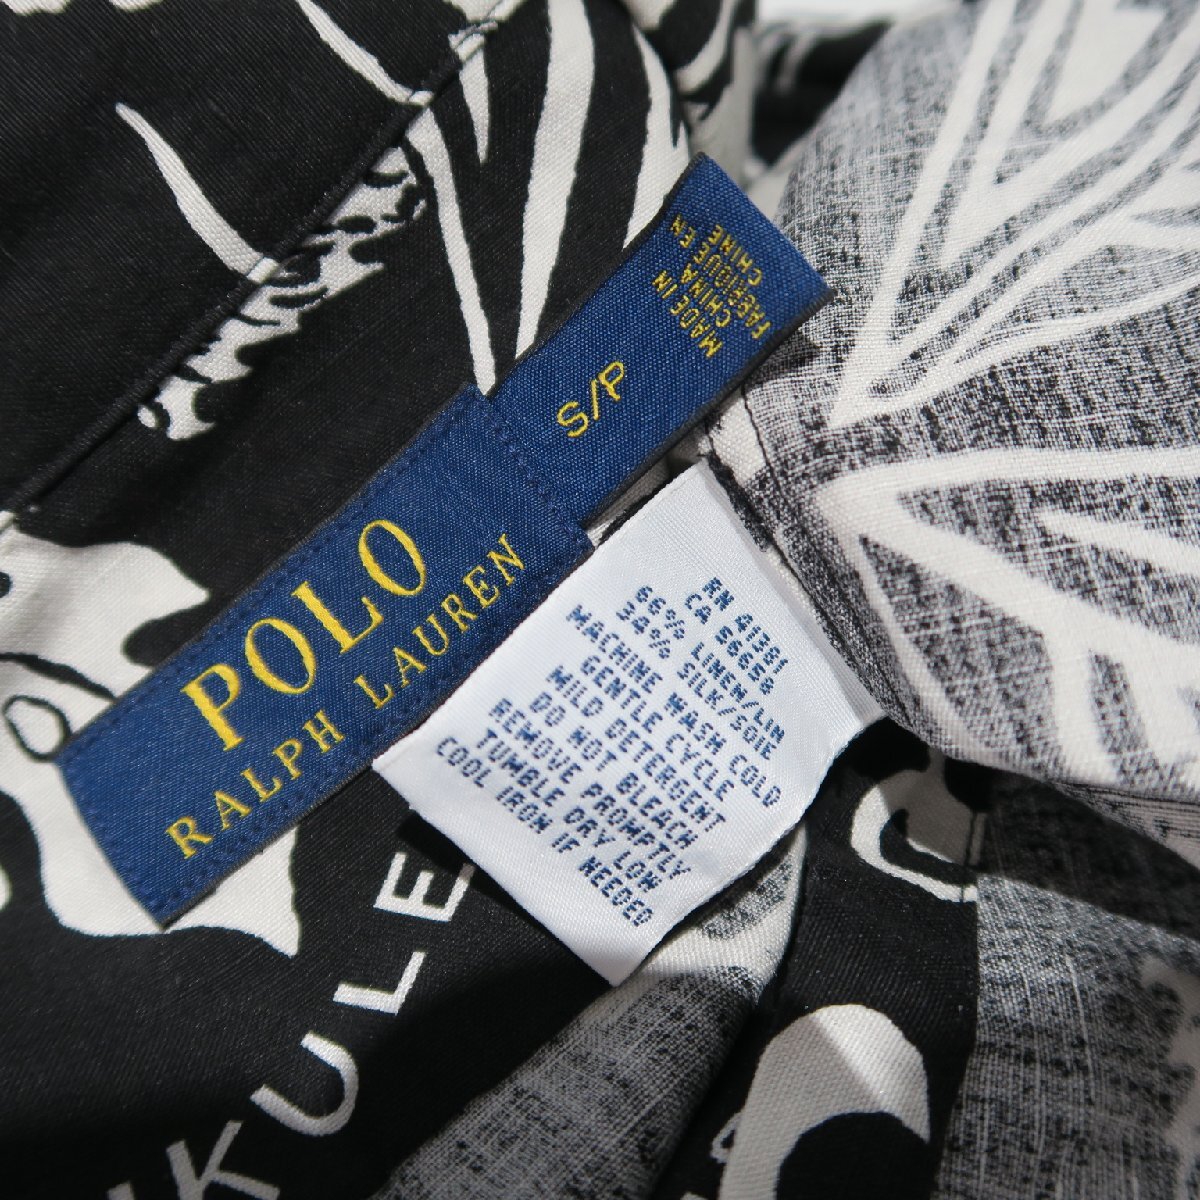 POLO
RALPH LAUREN
S/P
MADE IN
CHINA
FABRIQUE EN
CHINE
RN 41381
CA 56656
66% LINEN/LIN
34% SILK/SOIE
MACHINE WASH COLD
GENTLE CYCLE
MILD DETERGENT
DO NOT BLEACH
REMOVE PROMPTLY
TUMBLE DRY LOW
COOL IRON IF NEEDED
KULE